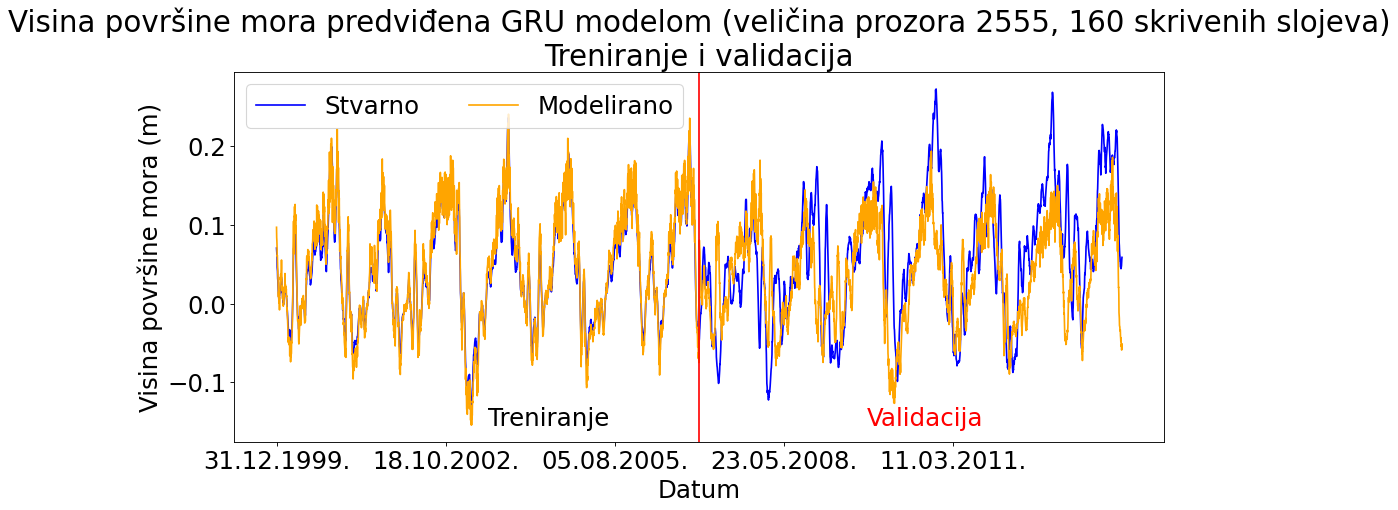 Visina površine mora predviđena GRU modelom (veličina prozora 2555, 160 skrivenih slojeva)
Treniranje i validacija
Stvarno Modelirano
Visina površine mora (m)
0.2
0.1
0.0
−0.1
Treniranje Validacija
31.12.1999. 18.10.2002. 05.08.2005. 23.05.2008. 11.03.2011.
Datum